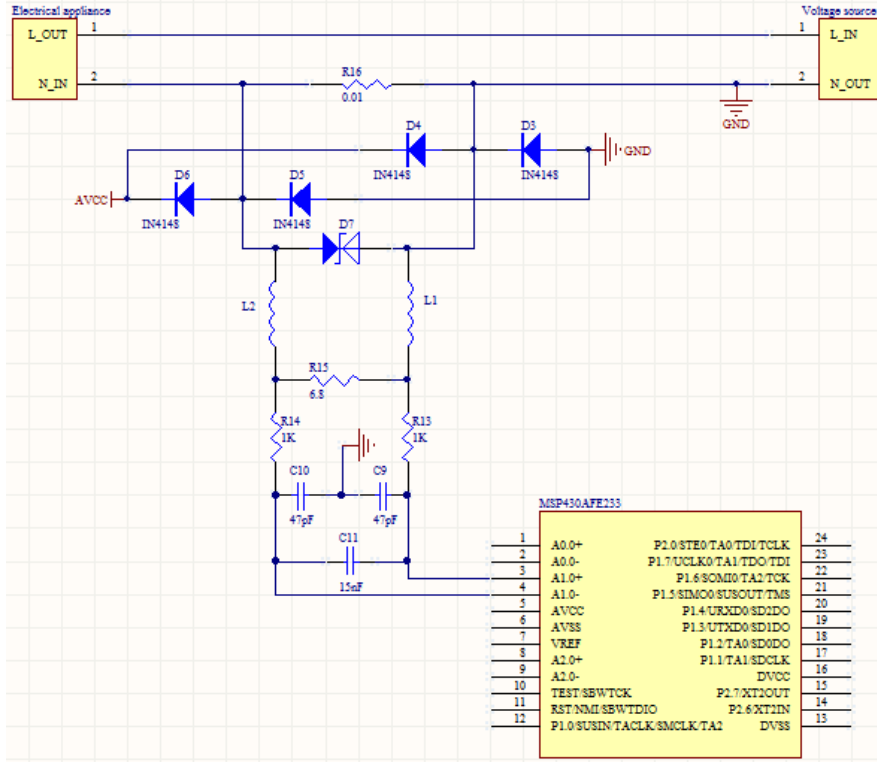 Electrical appliance
Voltage source
L_OUT 1
1 L_IN
N_IN 2
2 N_OUT
R16
0.01
GND
D4
D3
IN4148
IN4148
GND
D6
D5
AVCC
IN4148
IN4148
D7
L2
L1
R15
6.8
R14
1K
R13
1K
C10
C9
47pF
47pF
C11
15nF
MSP430AFE233
1 A0.0+ P2.0/STE0/TA0/TDI/TCLK 24
2 A0.0- P1.7/UCLK0/TA1/TDO/TDI 23
3 A1.0+ P1.6/SOMI0/TA2/TCK 22
4 A1.0- P1.5/SIMO0/SUSOUT/TMS 21
5 AVCC P1.4/URXD0/SD2DO 20
6 AVSS P1.3/UTXD0/SD1DO 19
7 VREF P1.2/TA0/SD0DO 18
8 A2.0+ P1.1/TA1/SDCLK 17
9 A2.0- DVCC 16
10 TEST/SBWTCK P2.7/XT2OUT 15
11 RST/NMI/SBWTDIO P2.6/XT2IN 14
12 P1.0/SUSIN/TACLK/SMCLK/TA2 DVSS 13